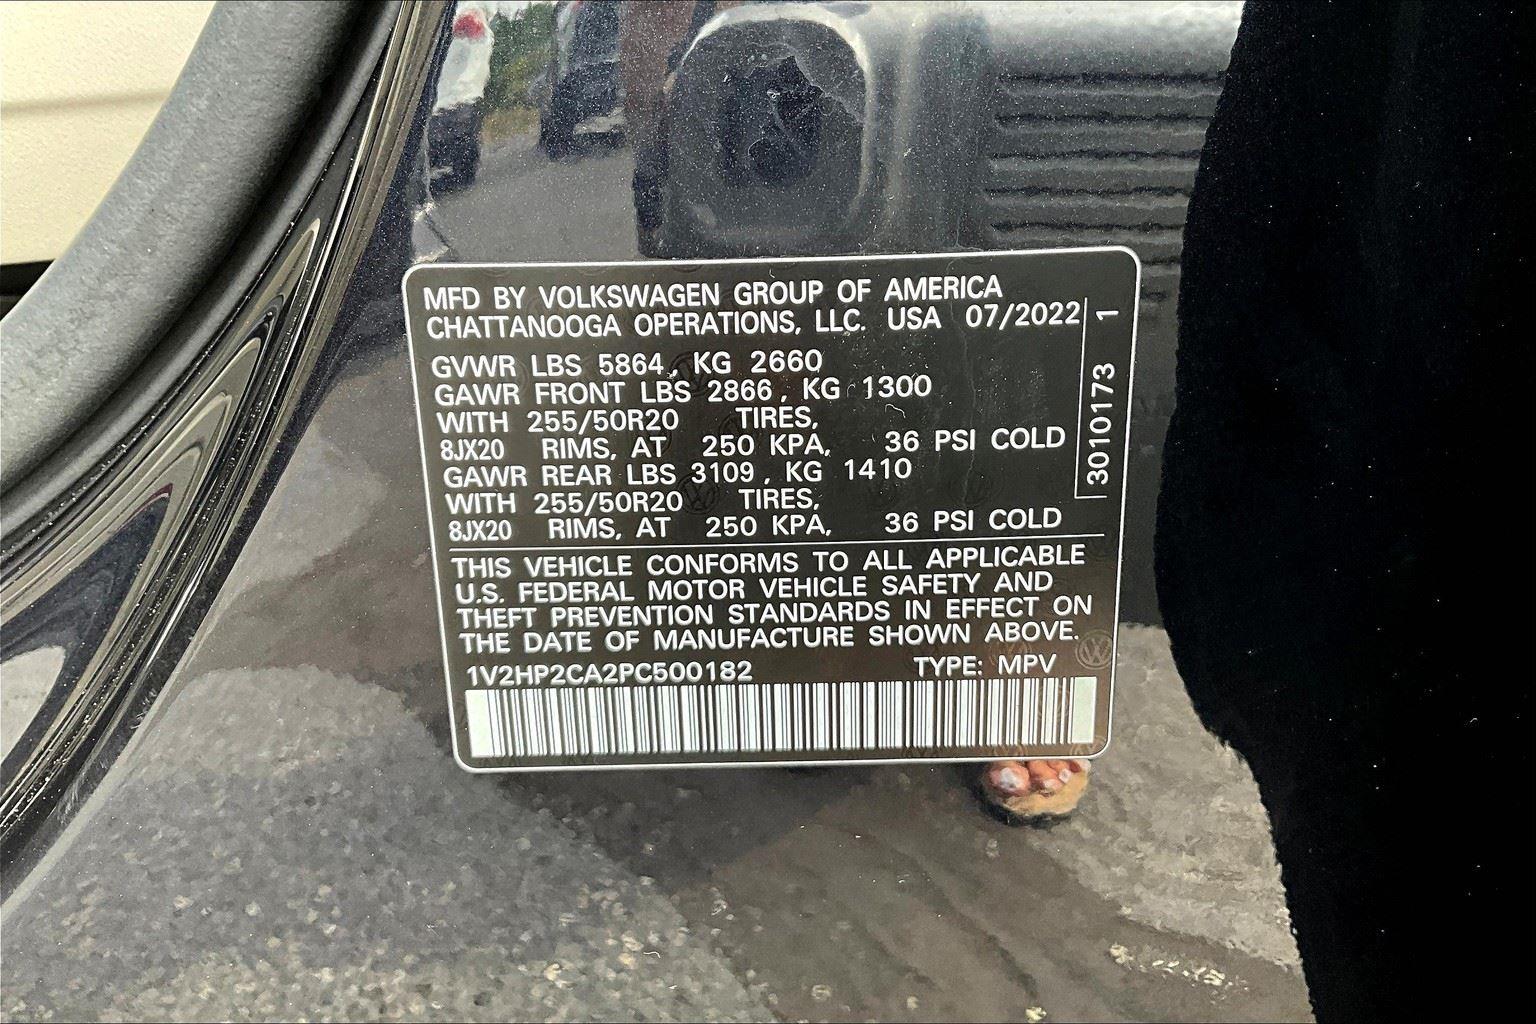 MFD BY VOLKSWAGEN GROUP OF AMERICA
CHATTANOOGA OPERATIONS, LLC. USA 07/2022
GVWR LBS 5864, KG 2660
GAWR FRONT LBS 2866, KG 1300
WITH 255/50R20 TIRES,
8JX20 RIMS, AT 250 KPA, 36 PSI COLD
GAWR REAR LBS 3109, KG 1410
WITH 255/50R20 TIRES,
8JX20 RIMS, AT 250 KPA, 36 PSI COLD
3010173 1
THIS VEHICLE CONFORMS TO ALL APPLICABLE
U.S. FEDERAL MOTOR VEHICLE SAFETY AND
THEFT PREVENTION STANDARDS IN EFFECT ON
THE DATE OF MANUFACTURE SHOWN ABOVE.
1V2HP2CA2PC500182 TYPE: MPV